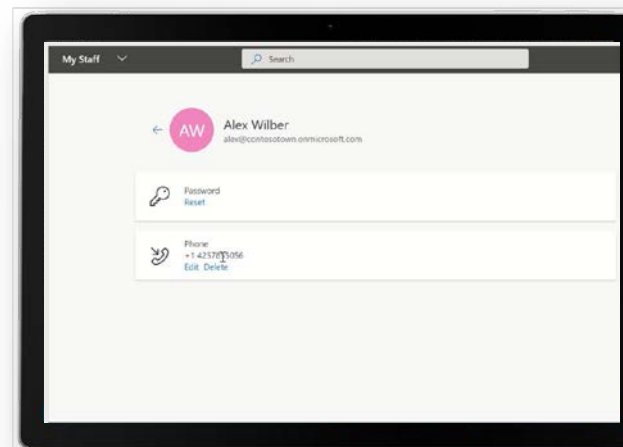 My Staff
Search
AW
Alex Wilber
alex@contosotown.onmicrosoft.com
Password
Reset
Phone
Edit Delete